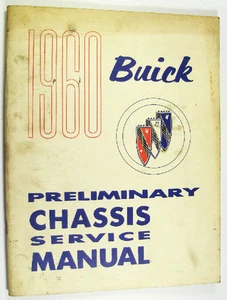 1960
Buick
PRELIMINARY
CHASSIS
SERVICE
MANUAL